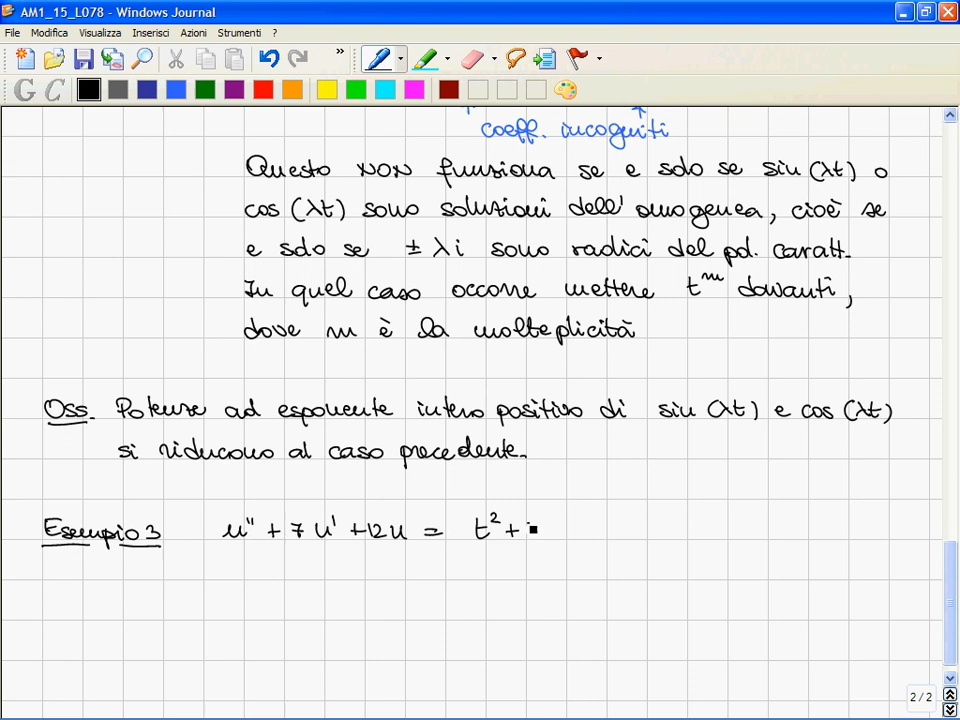 AM1_15_L078 - Windows Journal
File Modifica Visualizza Inserisci Azioni Strumenti ?
»
G C
coeff. incogniti
Questo NON funziona se e solo se sin (λt) o
cos (λt) sono soluzioni dell'omogenea, cioè se
e solo se ± λi sono radici del pol. caratt.
In quel caso occorre mettere t^m davanti,
dove m è la molteplicità
Oss. Potenze ad esponente intero positivo di sin (λt) e cos (λt)
si riducono al caso precedente.
Esempio 3 u'' + 7u' + 12u = t² +
2 / 2